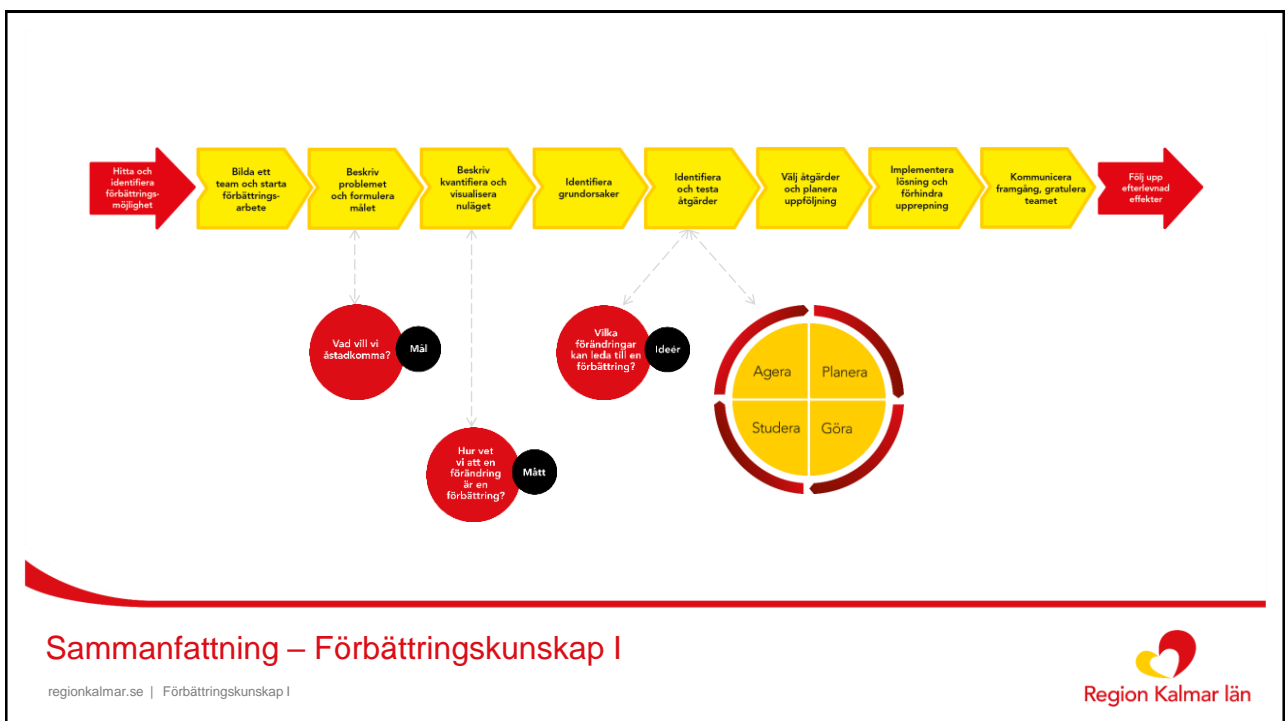 Hitta och
identifiera
förbättrings-
möjlighet
Bilda ett
team och starta
förbättrings-
arbete
Beskriv
problemet
och formulera
målet
Beskriv
kvantifiera och
visualisera
nuläget
Identifiera
grundorsaker
Identifiera
och testa
åtgärder
Välj åtgärder
och planera
uppföljning
Implementera
lösning och
förhindra
upprepning
Kommunicera
framgång, gratulera
teamet
Följ upp
efterlevnad
effekter
Vad vill vi
åstadkomma?
Mål
Hur vet
vi att en
förändring
är en
förbättring?
Mått
Vilka
förändringar
kan leda till en
förbättring?
Ideér
Agera
Planera
Studera
Göra
Sammanfattning – Förbättringskunskap I
regionkalmar.se | Förbättringskunskap I
Region Kalmar län